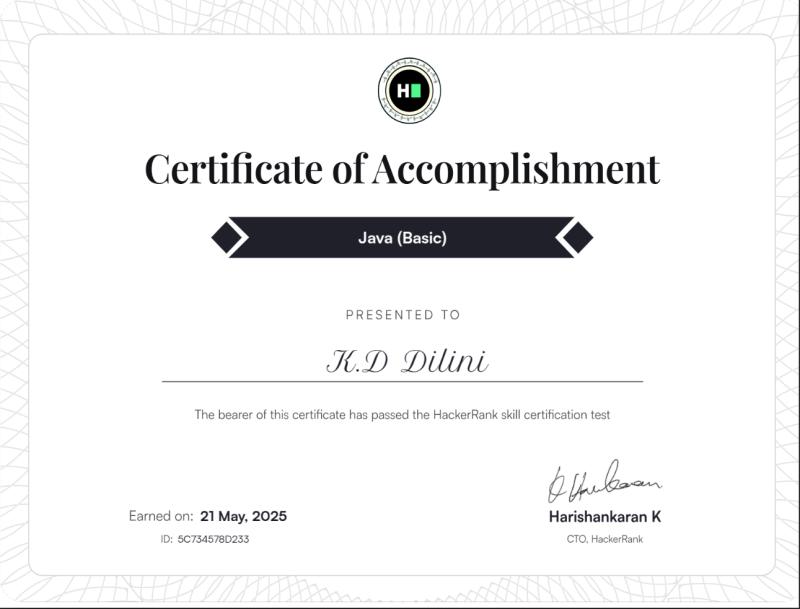 H
Certificate of Accomplishment
Java (Basic)
PRESENTED TO
K.D Dilini
The bearer of this certificate has passed the HackerRank skill certification test
Earned on: 21 May, 2025
Harishankaran K
ID: 5C734578D233
CTO, HackerRank